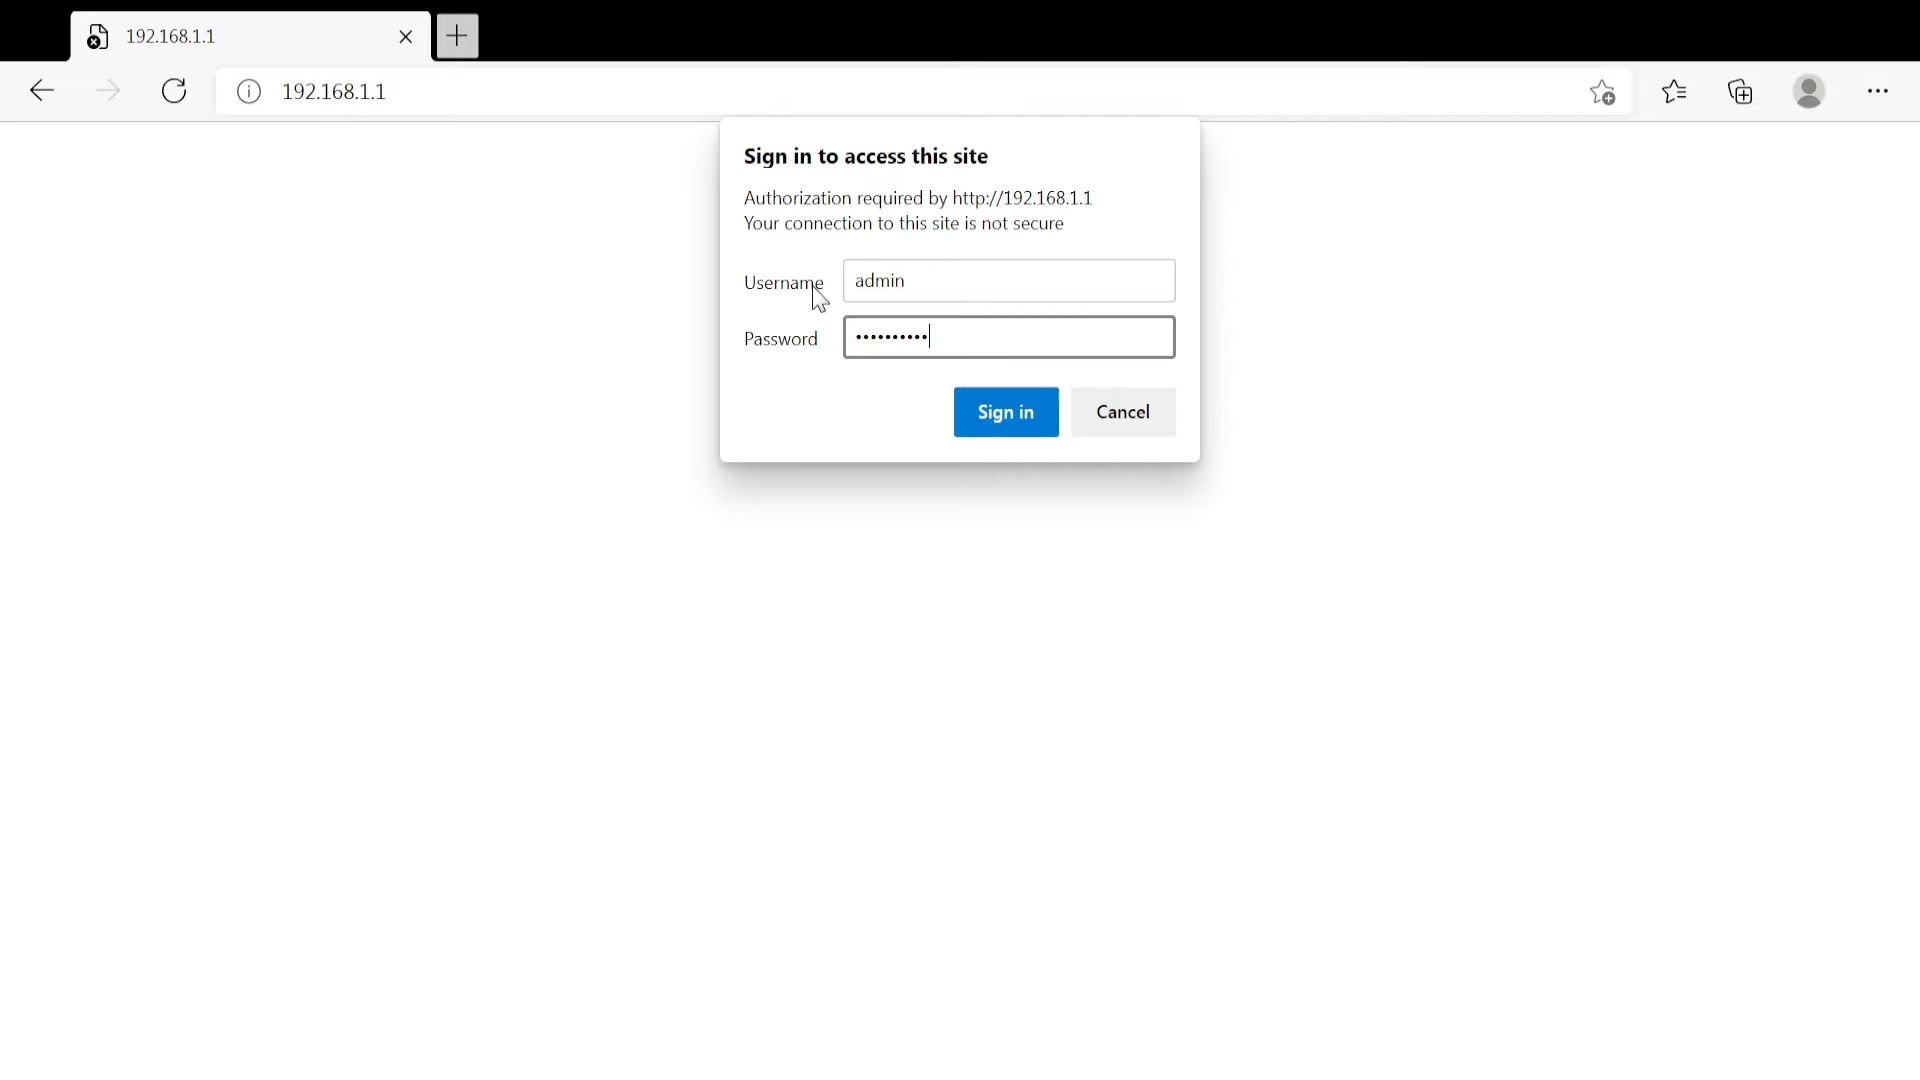 192.168.1.1
192.168.1.1
Sign in to access this site
Authorization required by http://192.168.1.1
Your connection to this site is not secure
Username admin
Password ••••••••••
Sign in Cancel